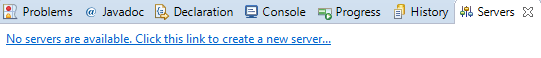 Problems @ Javadoc Declaration Console Progress History Servers
No servers are available. Click this link to create a new server...